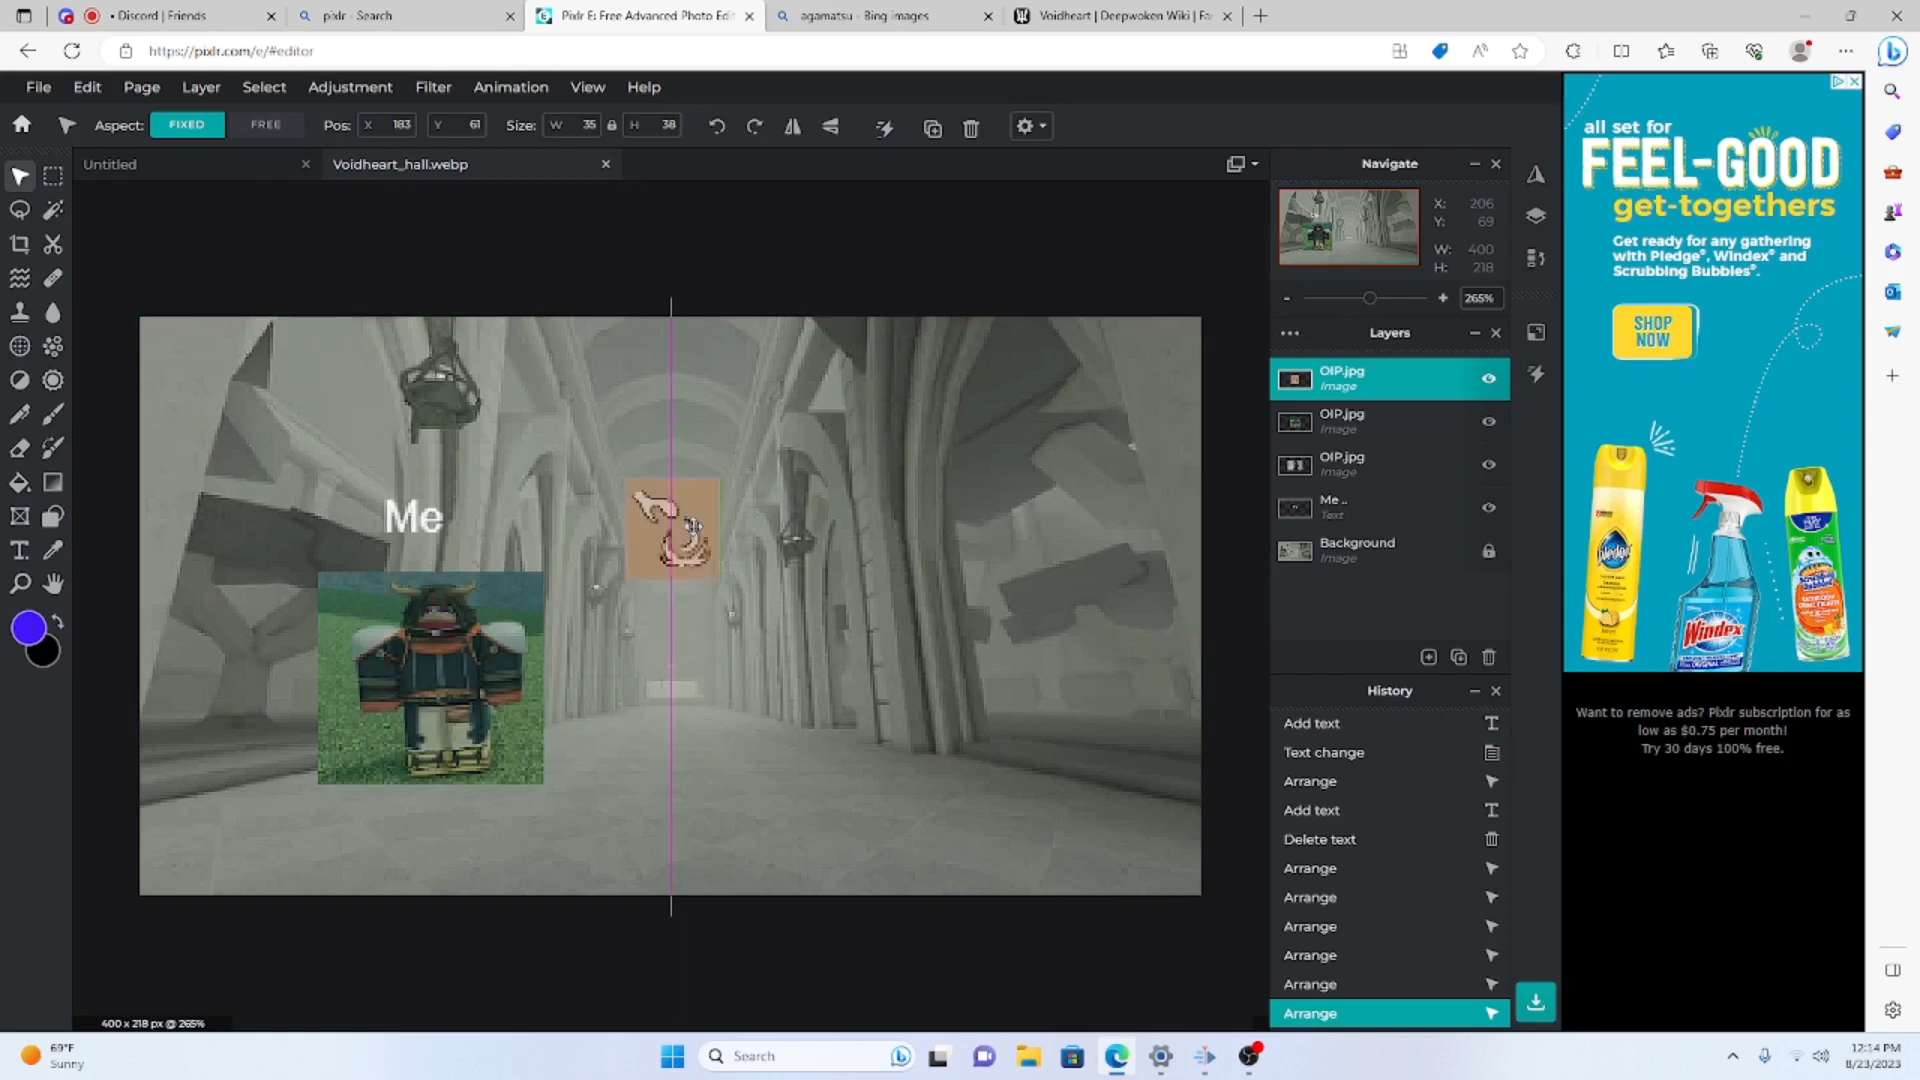 • Discord | Friends
pixlr - Search
Pixlr E: Free Advanced Photo Edit
agamatsu - Bing images
Voidheart | Deepwoken Wiki | Fa
https://pixlr.com/e/#editor
File Edit Page Layer Select Adjustment Filter Animation View Help
Aspect: FIXED FREE Pos: X 183 Y 61 Size: W 35 H 38
Untitled
Voidheart_hall.webp
Navigate
X: 206
Y: 69
W: 400
H: 218
265%
Layers
OIP.jpg
Image
OIP.jpg
Image
OIP.jpg
Image
Me ..
Text
Background
Image
History
Add text
Text change
Arrange
Add text
Delete text
Arrange
Arrange
Arrange
Arrange
Arrange
Arrange
Me
400 x 218 px @ 265%
all set for
FEEL-GOOD
get-togethers
Get ready for any gathering
with Pledge®, Windex® and
Scrubbing Bubbles®.
SHOP
NOW
Pledge
Windex
Want to remove ads? Pixlr subscription for as
low as $0.75 per month!
Try 30 days 100% free.
69°F
Sunny
Search
12:14 PM
8/23/2023